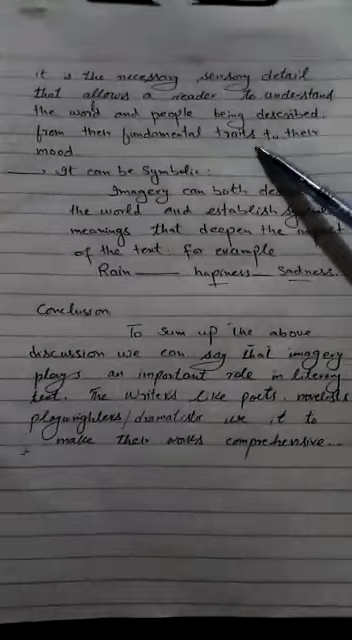 it is the necessary sensory detail
that allows a reader to understand
the word and people being described.
from their fundamental traits to their
mood
→ It can be Symbolic:
Imagery can both des
the world and establish
meanings that deepen the
of the text. for example
Rain — hapiness — Sadness.
Conclusion
To sum up the above
discussion we can say that imagery
plays an important role in literary
text. The writers like poets, novelists
playwrighters/dramatists use it to
make their works comprehensive...